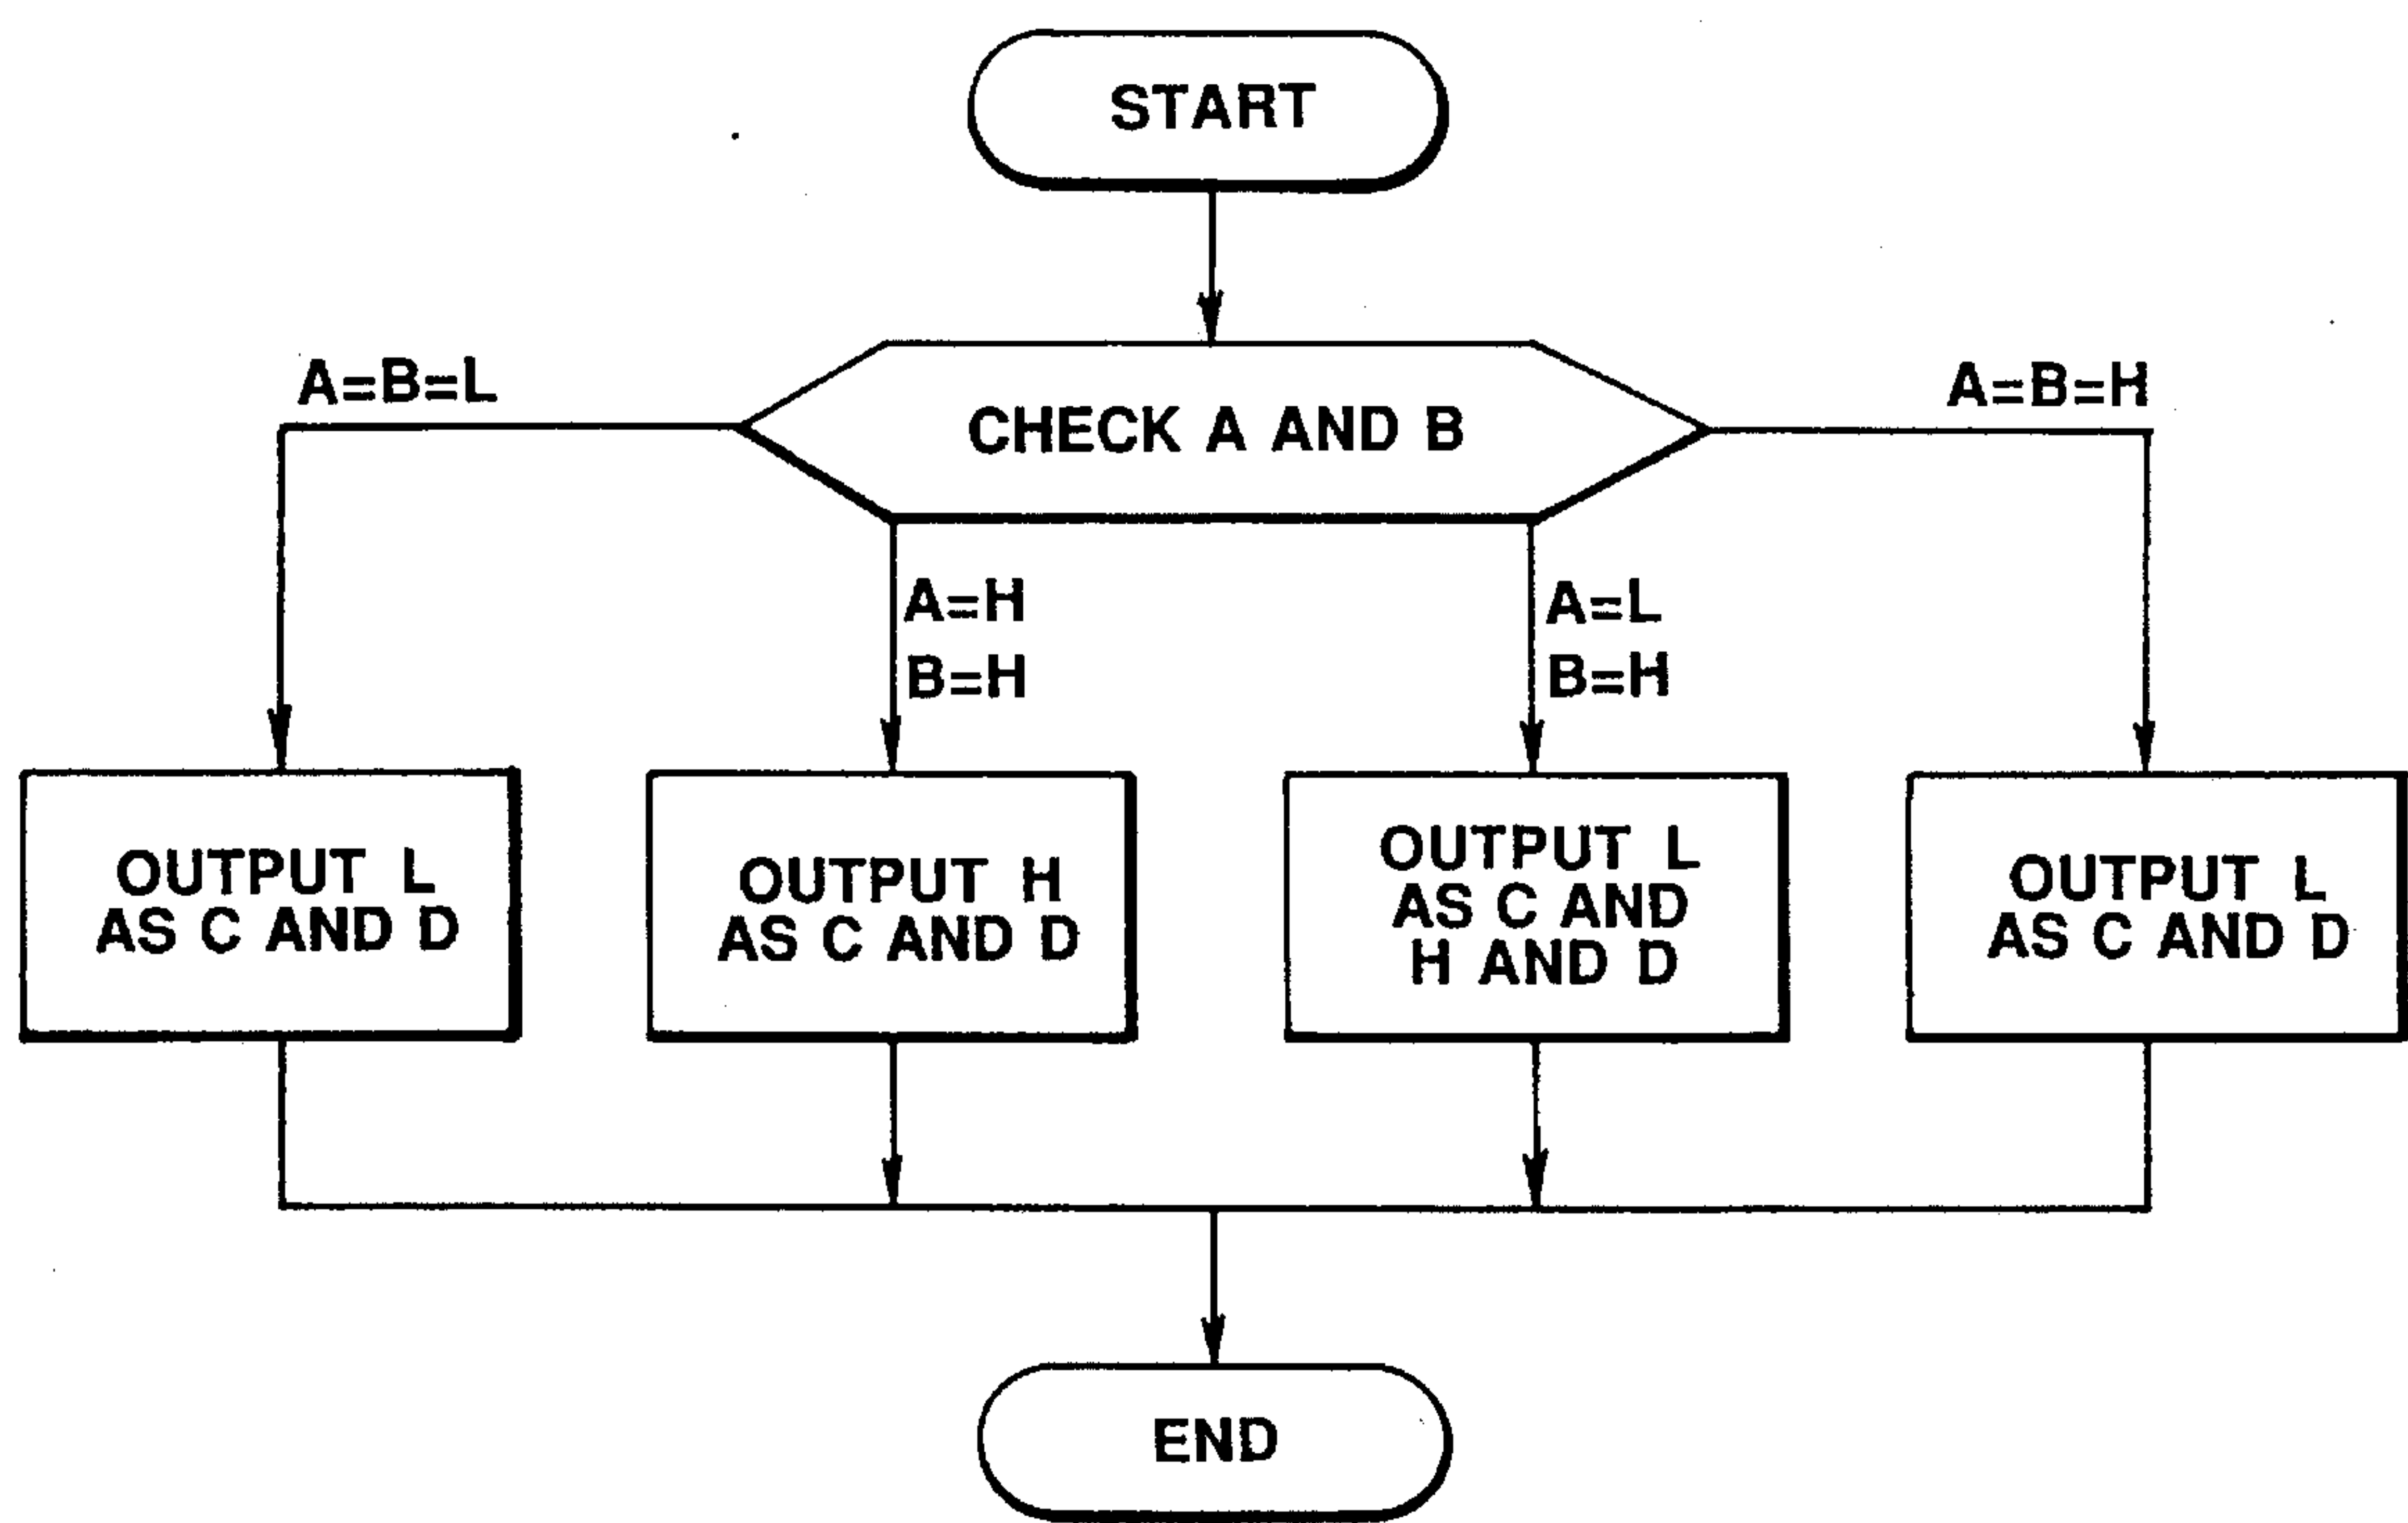 START
A=B=L
CHECK A AND B
A=B=H
A=H
B=H
A=L
B=H
OUTPUT L
AS C AND D
OUTPUT H
AS C AND D
OUTPUT L
AS C AND
H AND D
OUTPUT L
AS C AND D
END